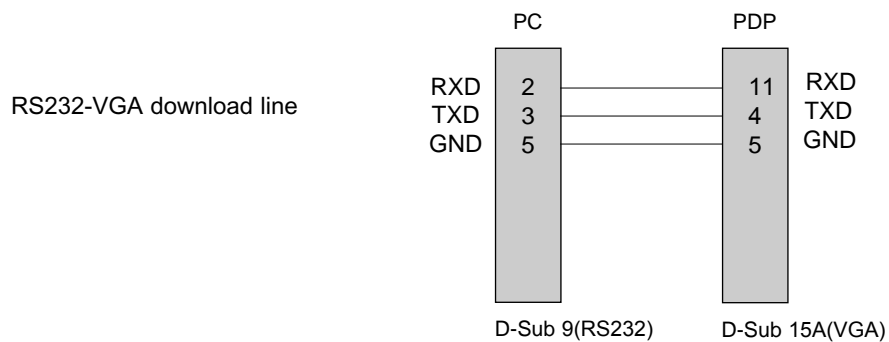 PC PDP
RXD 2 11 RXD
RS232-VGA download line TXD 3 4 TXD
GND 5 5 GND
D-Sub 9(RS232) D-Sub 15A(VGA)